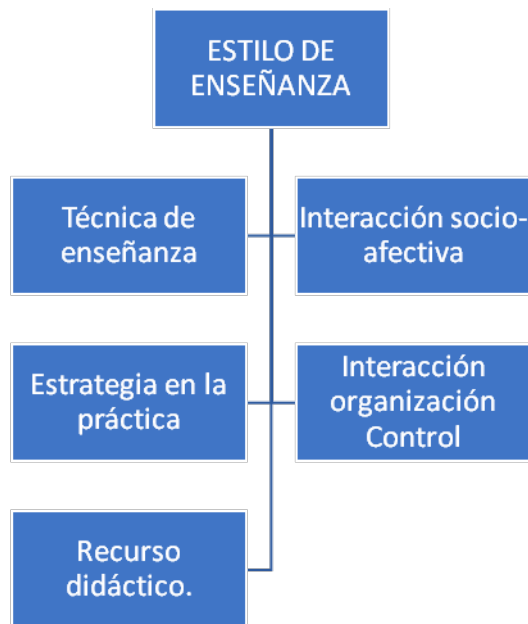 ESTILO DE
ENSEÑANZA
Técnica de
enseñanza
Interacción socio-
afectiva
Estrategia en la
práctica
Interacción
organización
Control
Recurso
didáctico.